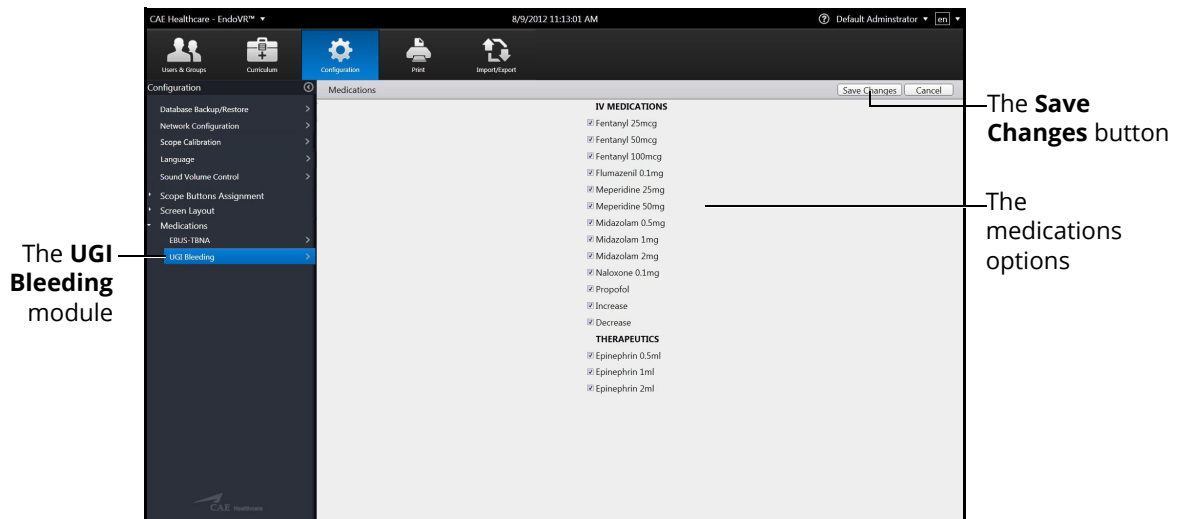 CAE Healthcare - EndoVR™ ▾ 8/9/2012 11:13:01 AM ? Default Adminstrator ▾ en ▾
Users & Groups Curriculum Configuration Print Import/Export
Configuration Medications Save Changes Cancel
Database Backup/Restore
Network Configuration
Scope Calibration
Language
Sound Volume Control
Scope Buttons Assignment
Screen Layout
Medications
EBUS-TBNA
UGI Bleeding
IV MEDICATIONS
Fentanyl 25mcg
Fentanyl 50mcg
Fentanyl 100mcg
Flumazenil 0.1mg
Meperidine 25mg
Meperidine 50mg
Midazolam 0.5mg
Midazolam 1mg
Midazolam 2mg
Naloxone 0.1mg
Propofol
Increase
Decrease
THERAPEUTICS
Epinephrin 0.5ml
Epinephrin 1ml
Epinephrin 2ml
CAE Healthcare
The UGI
Bleeding
module
The Save
Changes button
The
medications
options